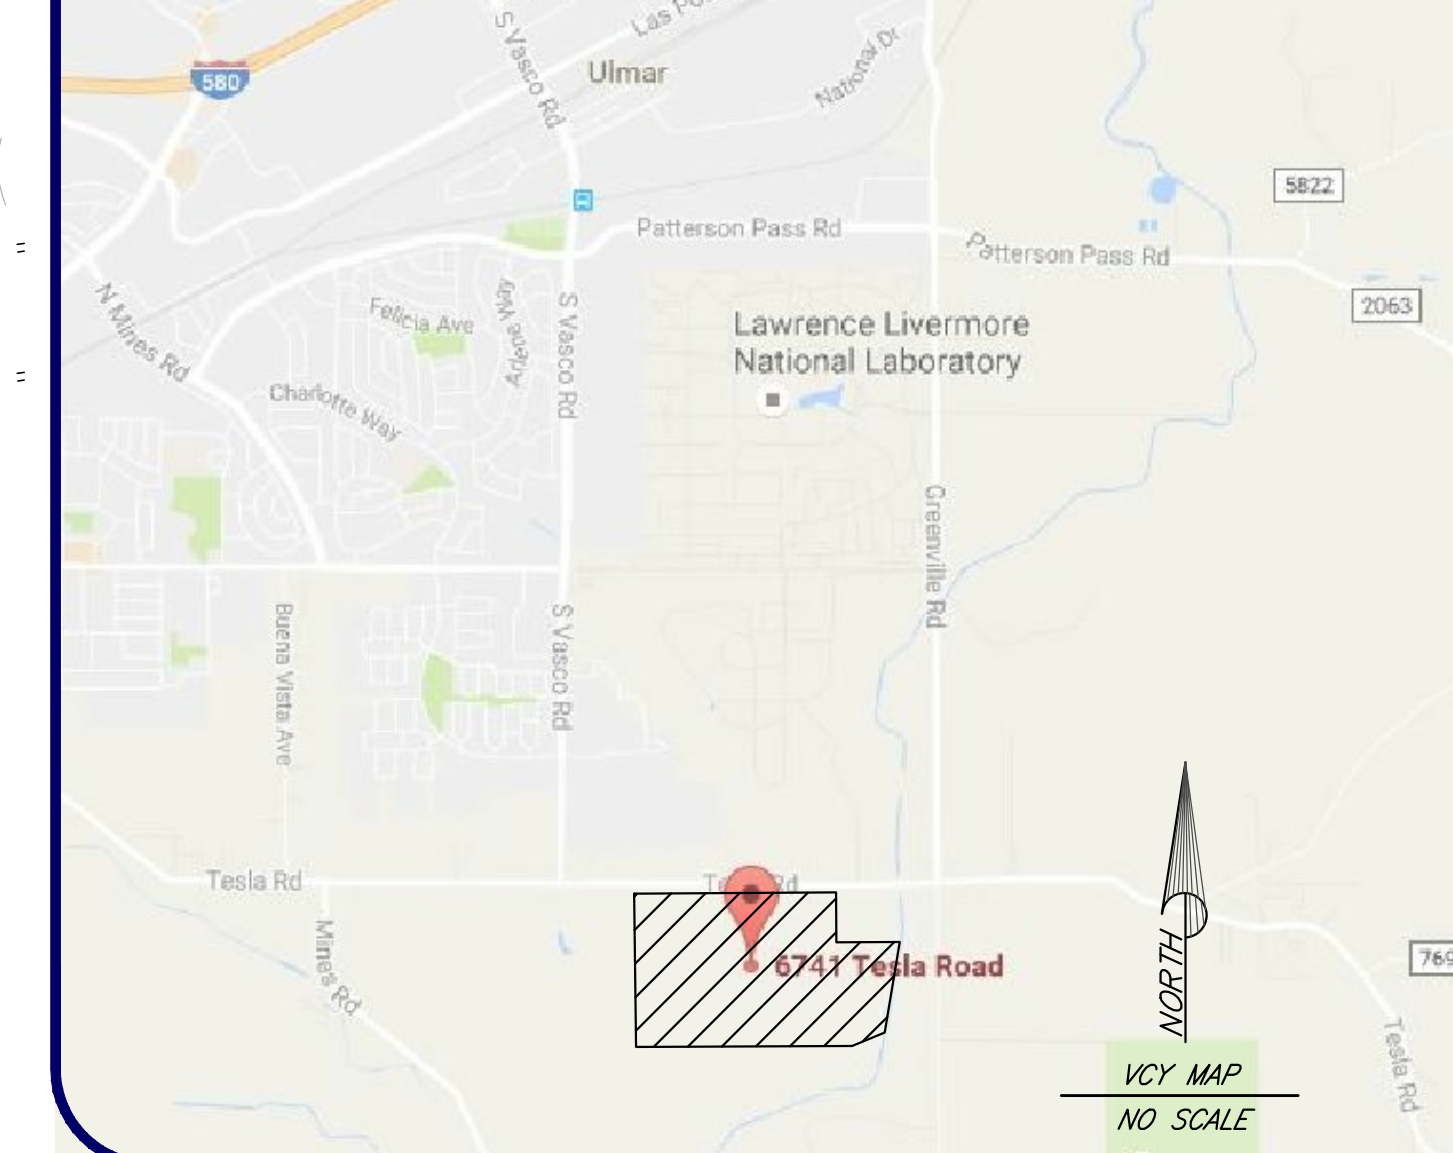 S Vasco Rd
Las Po
National Dr
Ulmar
580
5822
Patterson Pass Rd
Patterson Pass Rd
N Mines Rd
Felicia Ave
Arlene Way
S Vasco Rd
2063
Lawrence Livermore
National Laboratory
Charlotte Way
Greenville Rd
Buena Vista Ave
S Vasco Rd
Tesla Rd
Mines Rd
6741 Tesla Road
NORTH
769
Tesla Rd
VCY MAP
NO SCALE